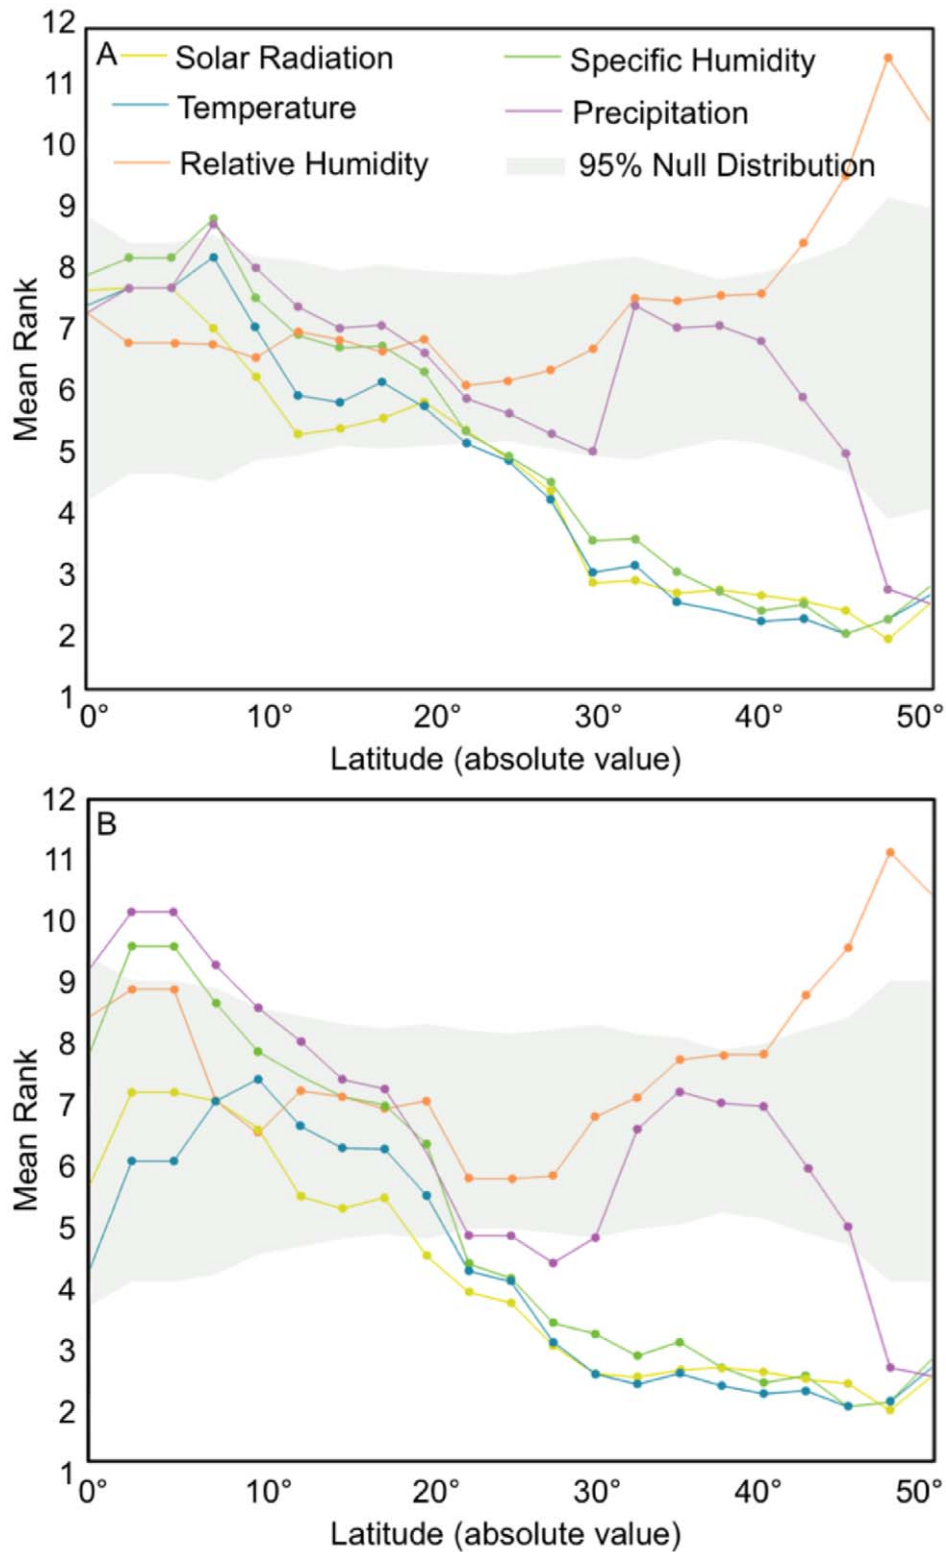 12
A
Solar Radiation
Specific Humidity
11
Temperature
Precipitation
10
Relative Humidity
95% Null Distribution
9
8
7
6
5
4
3
2
1
Mean Rank
0° 10° 20° 30° 40° 50°
Latitude (absolute value)
12
B
11
10
9
8
7
6
5
4
3
2
1
Mean Rank
0° 10° 20° 30° 40° 50°
Latitude (absolute value)